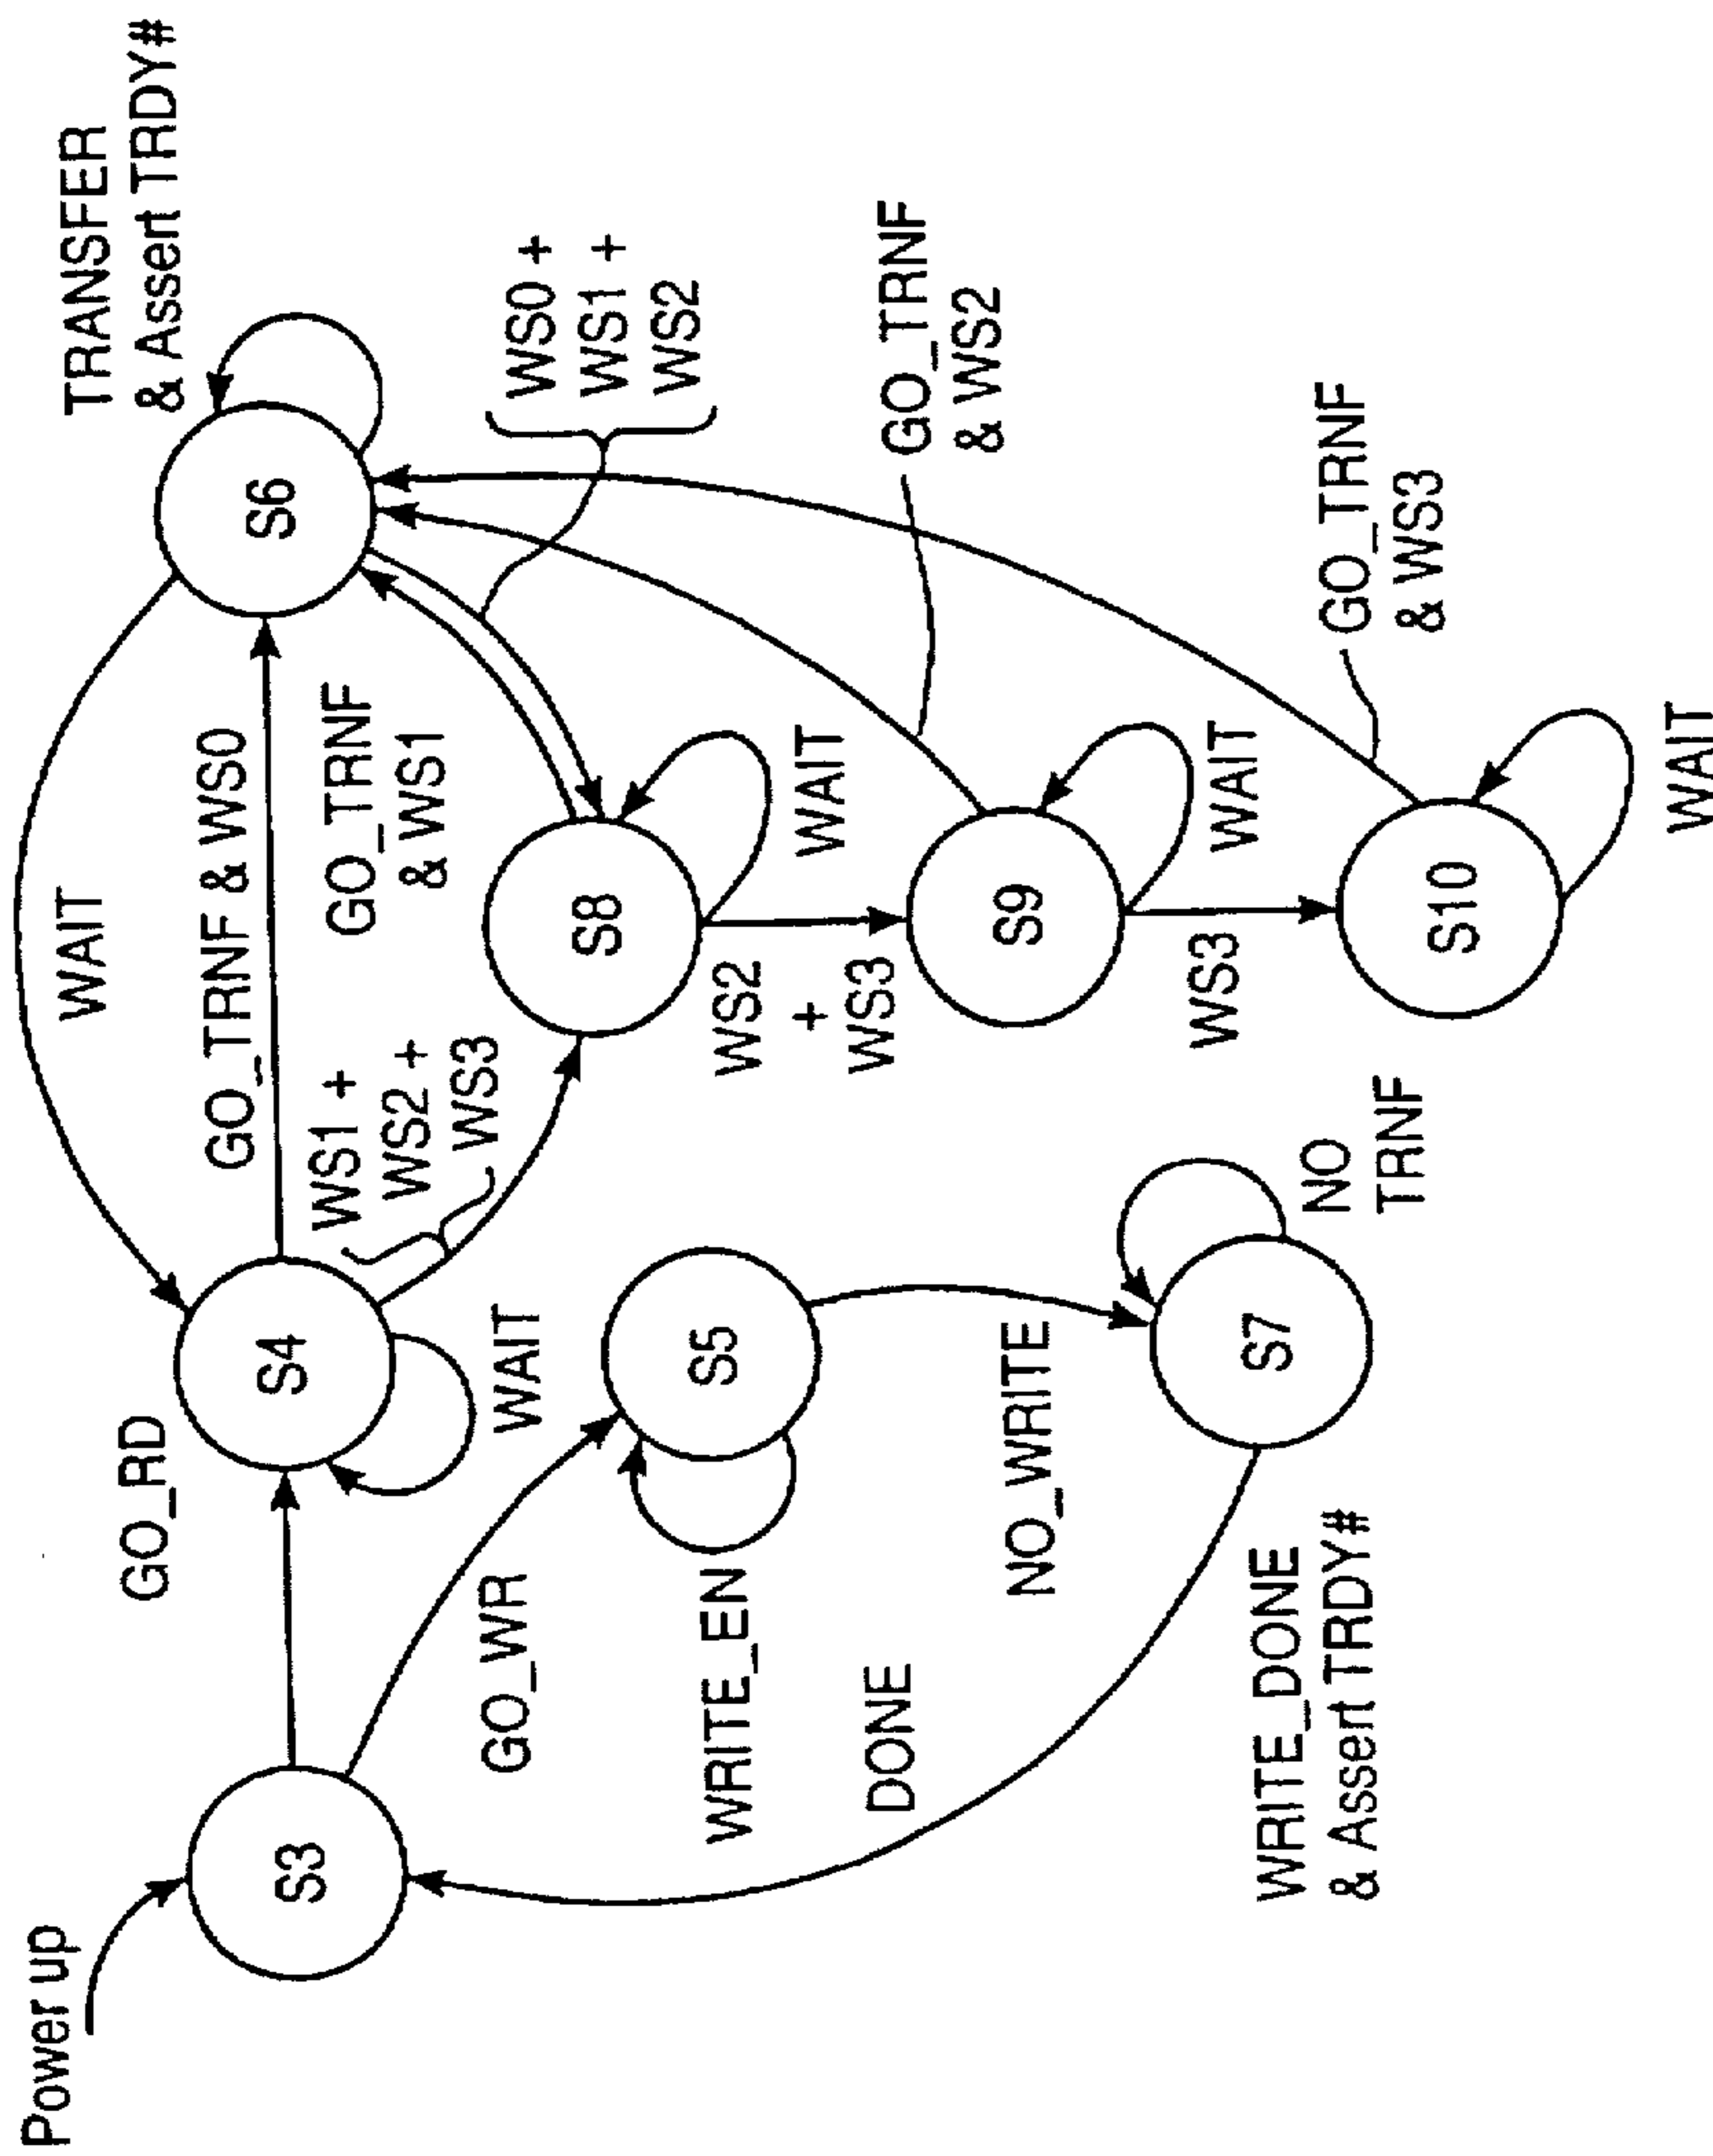 Power up
S3
GO_RD
S4
WAIT
WAIT
GO_TRNF & WS0
S6
TRANSFER
& Assert TRDY#
WS1 +
WS2 +
WS3
GO_TRNF
& WS1
WS0 +
WS1 +
WS2
GO_WR
S5
WRITE_EN
S8
WAIT
WS2
+
WS3
GO_TRNF
& WS2
DONE
NO_WRITE
S9
WAIT
WS3
S7
NO
TRNF
WRITE_DONE
& Assert TRDY#
S10
GO_TRNF
& WS3
WAIT